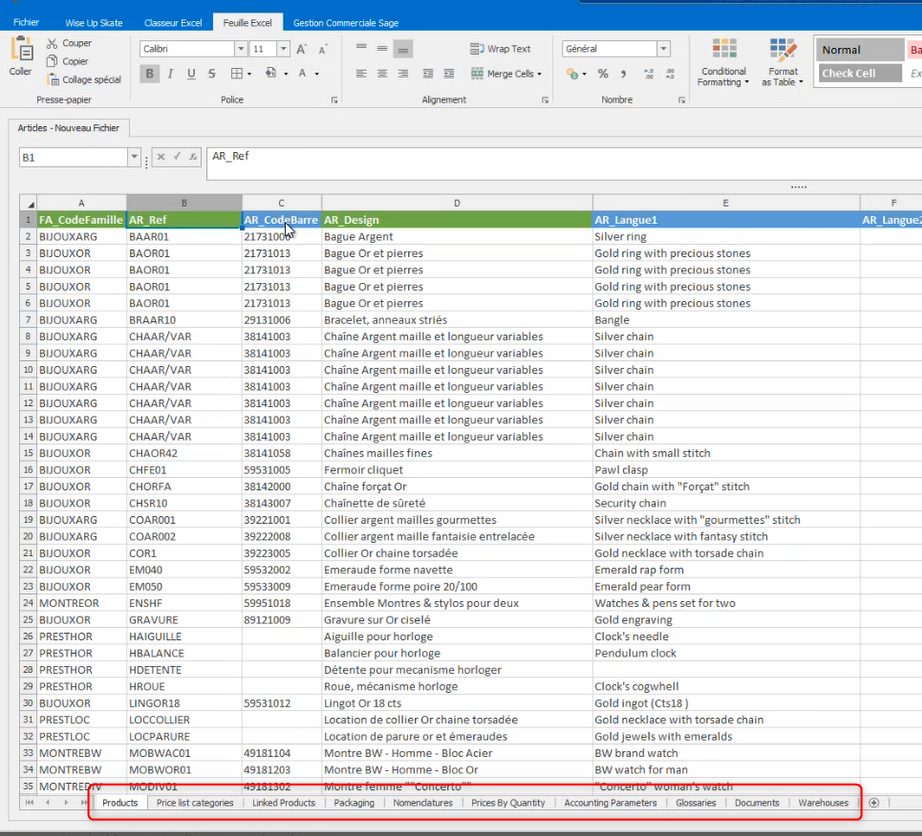 Fichier Wise Up Skate Classeur Excel Feuille Excel Gestion Commerciale Sage
Coller
Couper
Copier
Collage spécial
Presse-papier
Calibri 11 A A
B I U S A
Police
Wrap Text
Merge Cells
Alignement
Général
% ,
Nombre
Conditional Formatting
Format as Table
Normal Ba
Check Cell Ex
Articles - Nouveau Fichier
B1 fx AR_Ref
A B C D E F
1 FA_CodeFamille AR_Ref AR_CodeBarre AR_Design AR_Langue1 AR_Langue2
2 BIJOUXARG BAAR01 Bague Argent Silver ring
3 BIJOUXOR BAOR01 21731013 Bague Or et pierres Gold ring with precious stones
4 BIJOUXOR BAOR01 21731013 Bague Or et pierres Gold ring with precious stones
5 BIJOUXOR BAOR01 21731013 Bague Or et pierres Gold ring with precious stones
6 BIJOUXOR BAOR01 21731013 Bague Or et pierres Gold ring with precious stones
7 BIJOUXARG BRAAR10 29131006 Bracelet, anneaux striés Bangle
8 BIJOUXARG CHAAR/VAR 38141003 Chaîne Argent maille et longueur variables Silver chain
9 BIJOUXARG CHAAR/VAR 38141003 Chaîne Argent maille et longueur variables Silver chain
10 BIJOUXARG CHAAR/VAR 38141003 Chaîne Argent maille et longueur variables Silver chain
11 BIJOUXARG CHAAR/VAR 38141003 Chaîne Argent maille et longueur variables Silver chain
12 BIJOUXARG CHAAR/VAR 38141003 Chaîne Argent maille et longueur variables Silver chain
13 BIJOUXARG CHAAR/VAR 38141003 Chaîne Argent maille et longueur variables Silver chain
14 BIJOUXARG CHAAR/VAR 38141003 Chaîne Argent maille et longueur variables Silver chain
15 BIJOUXOR CHAOR42 38141058 Chaînes mailles fines Chain with small stitch
16 BIJOUXOR CHFE01 59531005 Fermoir cliquet Pawl clasp
17 BIJOUXOR CHORFA 38142000 Chaîne forçat Or Gold chain with "Forçat" stitch
18 BIJOUXOR CHSR10 38143007 Chaînette de sûreté Security chain
19 BIJOUXARG COAR001 39221001 Collier argent mailles gourmettes Silver necklace with "gourmettes" stitch
20 BIJOUXARG COAR002 39222008 Collier argent maille fantaisie entrelacée Silver necklace with fantasy stitch
21 BIJOUXOR COR1 39223005 Collier Or chaine torsadée Gold necklace with torsade chain
22 BIJOUXOR EM040 59532002 Emeraude forme navette Emerald rap form
23 BIJOUXOR EM050 59533009 Emeraude forme poire 20/100 Emerald pear form
24 MONTREOR ENSHF 59951018 Ensemble Montres & stylos pour deux Watches & pens set for two
25 BIJOUXOR GRAVURE 89121009 Gravure sur Or ciselé Gold engraving
26 PRESTHOR HAIGUILLE Aiguille pour horloge Clock's needle
27 PRESTHOR HBALANCE Balancier pour horloge Pendulum clock
28 PRESTHOR HDETENTE Détente pour mecanisme horloger
29 PRESTHOR HROUE Roue, mécanisme horloge Clock's cogwhell
30 BIJOUXOR LINGOR18 59531012 Lingot Or 18 cts Gold ingot (Cts18 )
31 PRESTLOC LOCCOLLIER Location de collier Or chaine torsadée Gold necklace with torsade chain
32 PRESTLOC LOCPARURE Location de parure or et émeraudes Gold jewels with emeralds
33 MONTREBW MOBWAC01 49181104 Montre BW - Homme - Bloc Acier BW brand watch
34 MONTREBW MOBWOR01 49181203 Montre BW - Homme - Bloc Or BW watch for man
35 MONTREDIV MODIV01 49181302 Montre femme ""Concerto"" "Concerto" woman's watch
Products Price list categories Linked Products Packaging Nomenclatures Prices By Quantity Accounting Parameters Glossaries Documents Warehouses